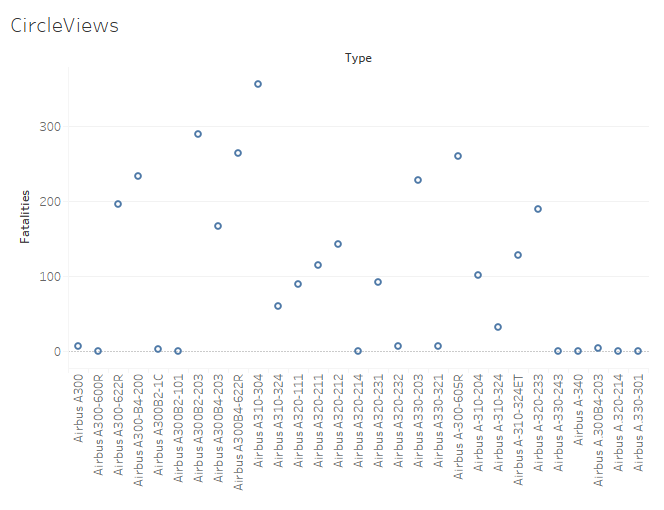 CircleViews
Type
Fatalities
300
200
100
0
Airbus A300
Airbus A300-600R
Airbus A300-622R
Airbus A300-B4-200
Airbus A300B2-1C
Airbus A300B2-101
Airbus A300B2-203
Airbus A300B4-203
Airbus A300B4-622R
Airbus A310-304
Airbus A310-324
Airbus A320-111
Airbus A320-211
Airbus A320-212
Airbus A320-214
Airbus A320-231
Airbus A320-232
Airbus A330-203
Airbus A330-321
Airbus A-300-605R
Airbus A-310-204
Airbus A-310-324
Airbus A-310-324ET
Airbus A-320-233
Airbus A-330-243
Airbus A-340
Airbus A.300B4-203
Airbus A.320-214
Airbus A.330-301